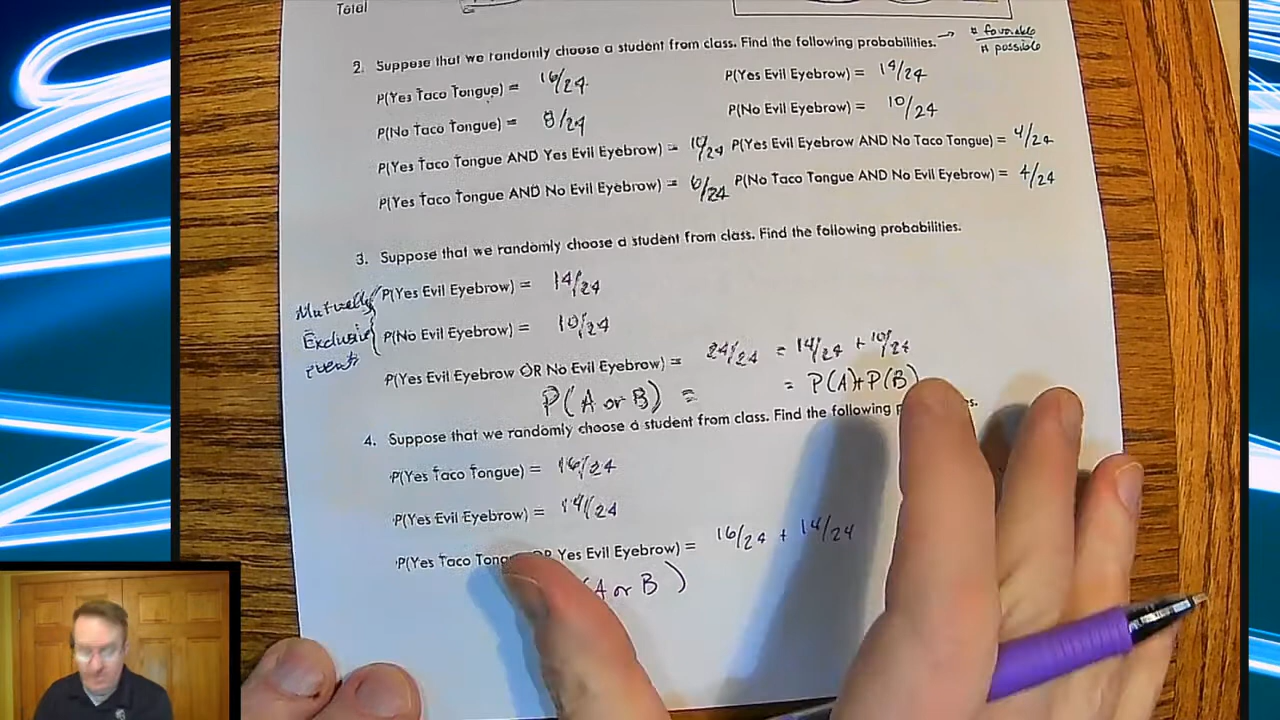 Total
2. Suppose that we randomly choose a student from class. Find the following probabilities. → # favorable / # possible
P(Yes Taco Tongue) = 16/24 P(Yes Evil Eyebrow) = 14/24
P(No Taco Tongue) = 8/24 P(No Evil Eyebrow) = 10/24
P(Yes Taco Tongue AND Yes Evil Eyebrow) = 10/24 P(Yes Evil Eyebrow AND No Taco Tongue) = 4/24
P(Yes Taco Tongue AND No Evil Eyebrow) = 6/24 P(No Taco Tongue AND No Evil Eyebrow) = 4/24
3. Suppose that we randomly choose a student from class. Find the following probabilities.
Mutually
Exclusive
events
P(Yes Evil Eyebrow) = 14/24
P(No Evil Eyebrow) = 10/24
P(Yes Evil Eyebrow OR No Evil Eyebrow) = 24/24 = 14/24 + 10/24
P(A or B) = = P(A)+P(B)
4. Suppose that we randomly choose a student from class. Find the following
P(Yes Taco Tongue) = 16/24
P(Yes Evil Eyebrow) = 14/24
P(Yes Taco Tong Yes Evil Eyebrow) = 16/24 + 14/24
(A or B)